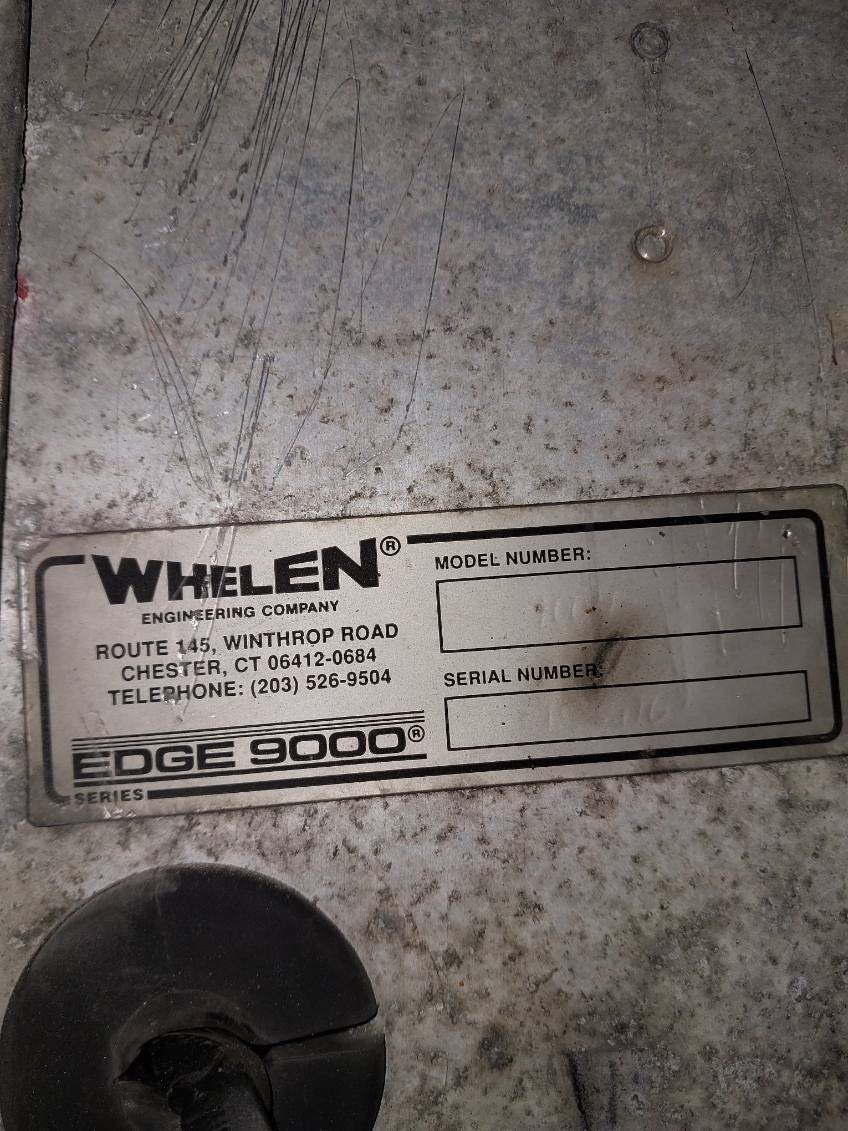 WHELEN®
ENGINEERING COMPANY
ROUTE 145, WINTHROP ROAD
CHESTER, CT 06412-0684
TELEPHONE: (203) 526-9504
EDGE 9000®
SERIES
MODEL NUMBER:
SERIAL NUMBER: